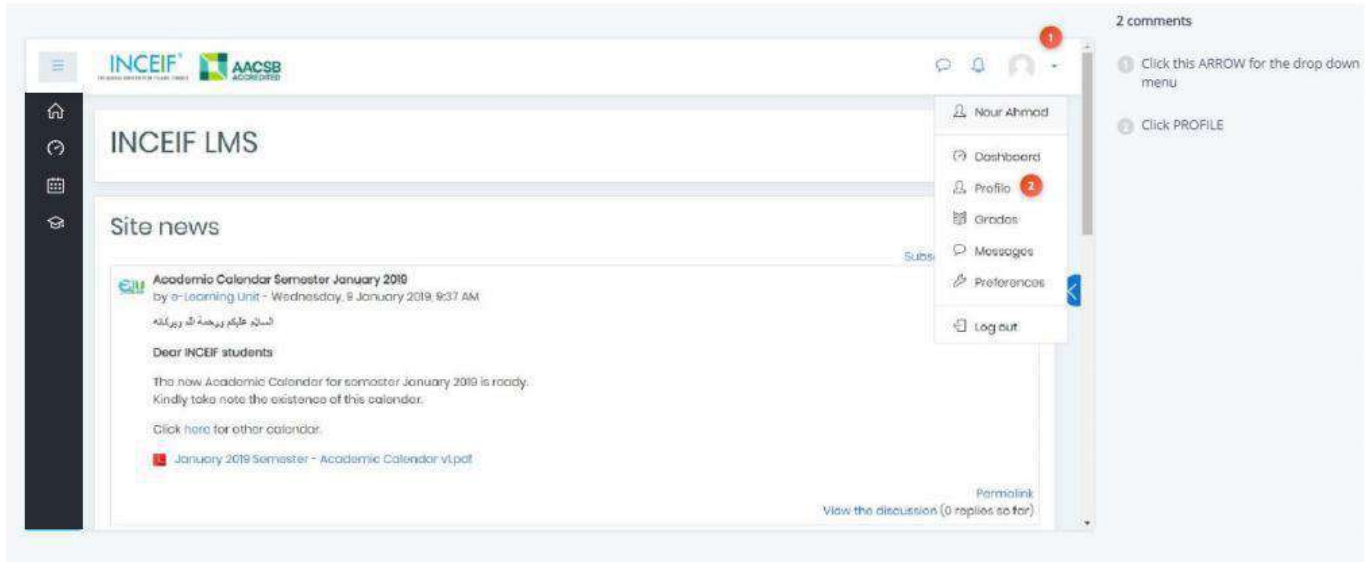 2 comments
1
INCEIF®
AACSB
ACCREDITED
1 Click this ARROW for the drop down
menu
Nour Ahmad
2 Click PROFILE
INCEIF LMS
Dashboard
Profile 2
Grades
Site news
Subs
Messages
Academic Calendar Semester January 2019
by e-Learning Unit - Wednesday, 9 January 2019, 9:37 AM
Preferences
السلام عليكم ورحمة الله وبركاته
Log out
Dear INCEIF students
The new Academic Calendar for semester January 2019 is ready.
Kindly take note the existence of this calendar.
Click here for other calendar.
January 2019 Semester - Academic Calendar v1.pdf
Permalink
View the discussion (0 replies so far)